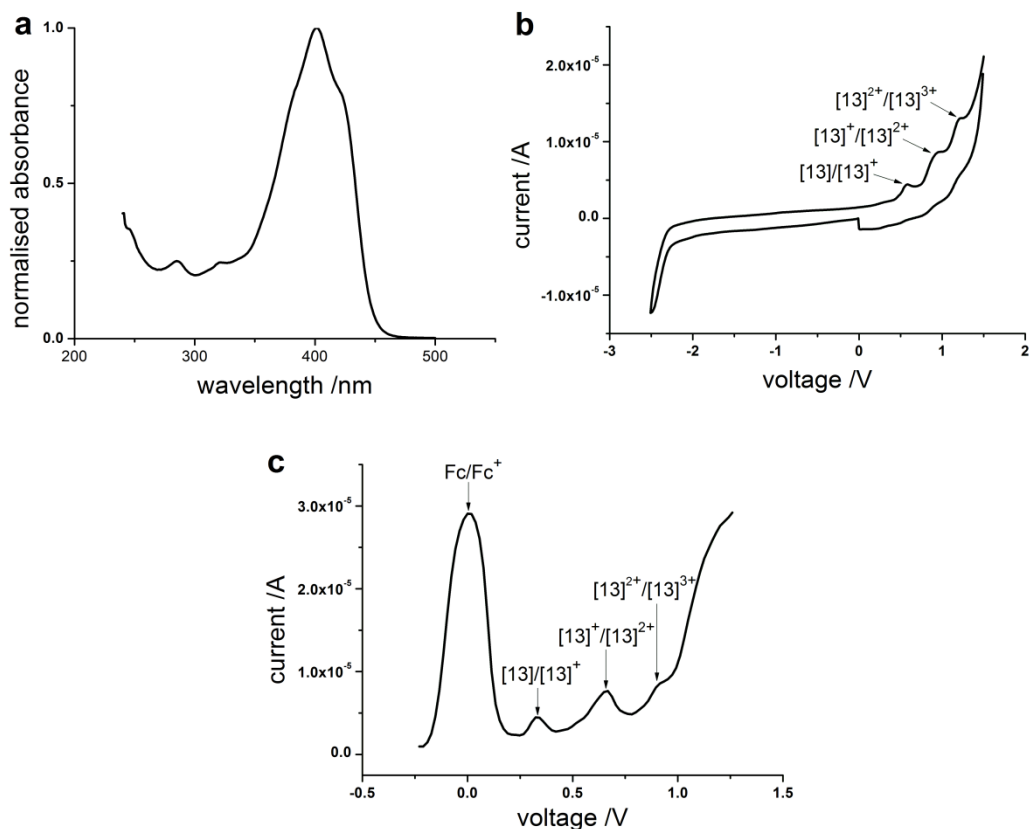 a
normalised absorbance
1.0
0.5
0.0
200
300
400
500
wavelength /nm
b
current /A
2.0x10⁻⁵
1.0x10⁻⁵
0.0
-1.0x10⁻⁵
[13]²⁺/[13]³⁺
[13]⁺/[13]²⁺
[13]/[13]⁺
-3
-2
-1
0
1
2
voltage /V
c
Fc/Fc⁺
current /A
3.0x10⁻⁵
2.0x10⁻⁵
1.0x10⁻⁵
0.0
[13]²⁺/[13]³⁺
[13]⁺/[13]²⁺
[13]/[13]⁺
-0.5
0.0
0.5
1.0
1.5
voltage /V